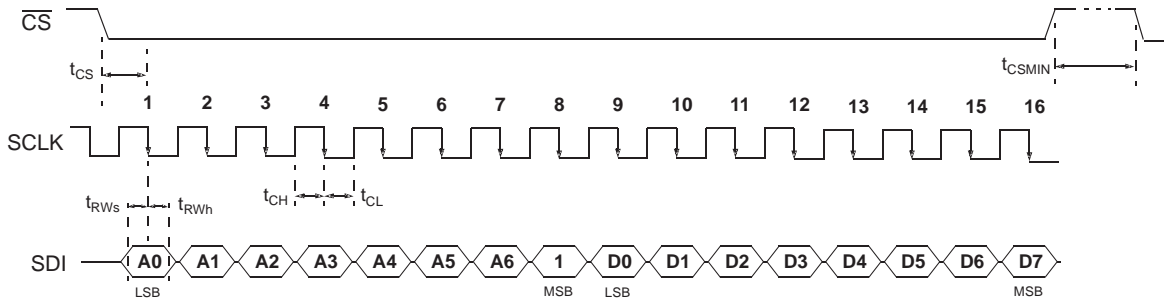 CS
tCS
tCSMIN
1 2 3 4 5 6 7 8 9 10 11 12 13 14 15 16
SCLK
tCH tCL
tRWs tRWh
SDI A0 A1 A2 A3 A4 A5 A6 1 D0 D1 D2 D3 D4 D5 D6 D7
LSB MSB LSB MSB